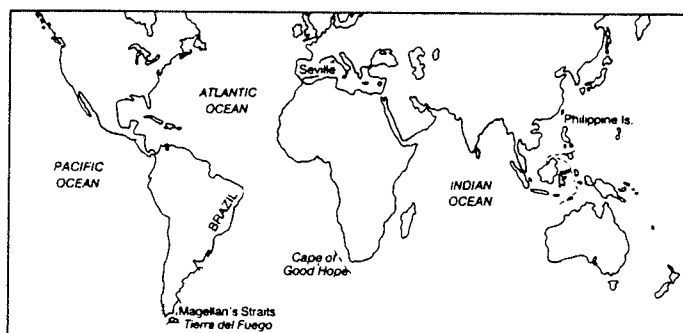 Seville
ATLANTIC
OCEAN
Philippine Is.
PACIFIC
OCEAN
INDIAN
OCEAN
BRAZIL
Cape of
Good Hope
Magellan's Straits
Tierra del Fuego